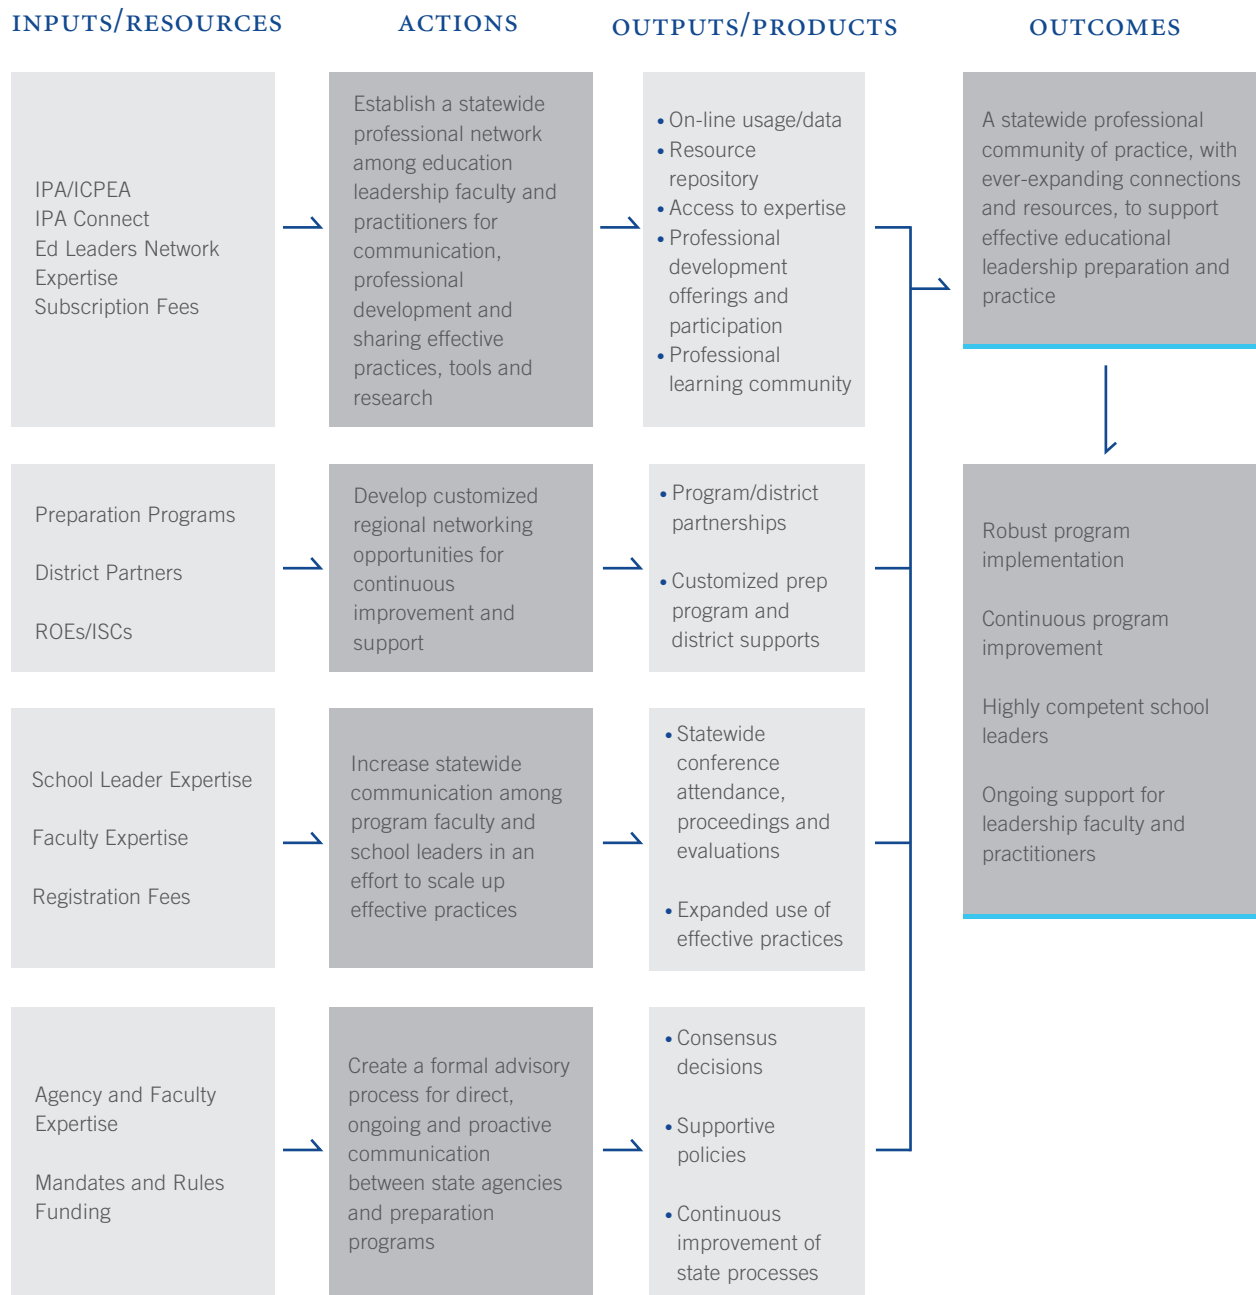 INPUTS/RESOURCES
ACTIONS
OUTPUTS/PRODUCTS
OUTCOMES
IPA/ICPEA
IPA Connect
Ed Leaders Network
Expertise
Subscription Fees
Establish a statewide
professional network
among education
leadership faculty and
practitioners for
communication,
professional
development and
sharing effective
practices, tools and
research
• On-line usage/data
• Resource
repository
• Access to expertise
• Professional
development
offerings and
participation
• Professional
learning community
A statewide professional
community of practice, with
ever-expanding connections
and resources, to support
effective educational
leadership preparation and
practice
Preparation Programs
District Partners
ROEs/ISCs
Develop customized
regional networking
opportunities for
continuous
improvement and
support
• Program/district
partnerships
• Customized prep
program and
district supports
Robust program
implementation
Continuous program
improvement
Highly competent school
leaders
Ongoing support for
leadership faculty and
practitioners
School Leader Expertise
Faculty Expertise
Registration Fees
Increase statewide
communication among
program faculty and
school leaders in an
effort to scale up
effective practices
• Statewide
conference
attendance,
proceedings and
evaluations
• Expanded use of
effective practices
Agency and Faculty
Expertise
Mandates and Rules
Funding
Create a formal advisory
process for direct,
ongoing and proactive
communication
between state agencies
and preparation
programs
• Consensus
decisions
• Supportive
policies
• Continuous
improvement of
state processes